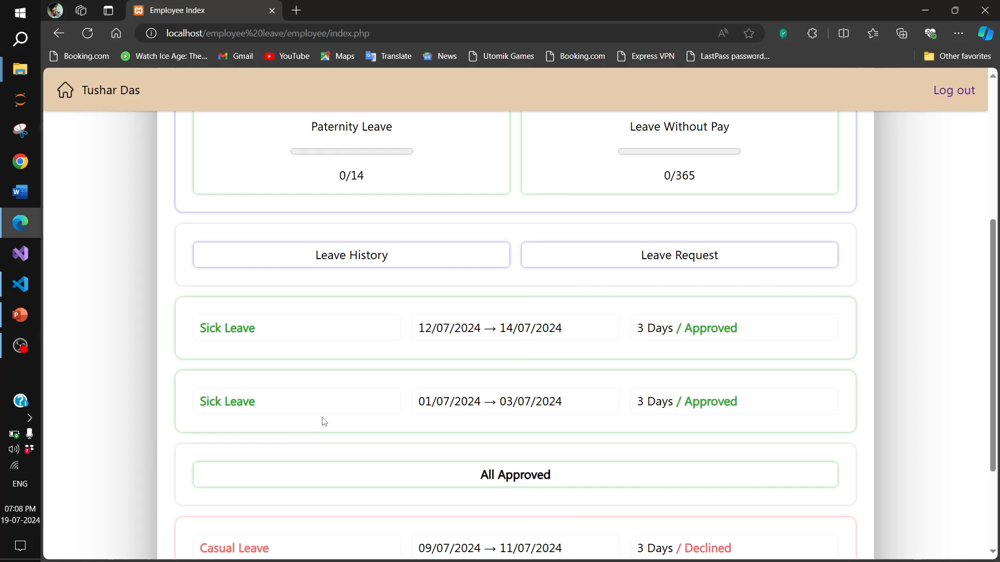 Employee Index
localhost/employee%20leave/employee/index.php
Booking.com
Watch Ice Age: The...
Gmail
YouTube
Maps
Translate
News
Utomik Games
Booking.com
Express VPN
LastPass password...
Other favorites
Tushar Das
Log out
Paternity Leave
0/14
Leave Without Pay
0/365
Leave History
Leave Request
Sick Leave
12/07/2024 → 14/07/2024
3 Days / Approved
Sick Leave
01/07/2024 → 03/07/2024
3 Days / Approved
All Approved
Casual Leave
09/07/2024 → 11/07/2024
3 Days / Declined
ENG
07:08 PM
19-07-2024